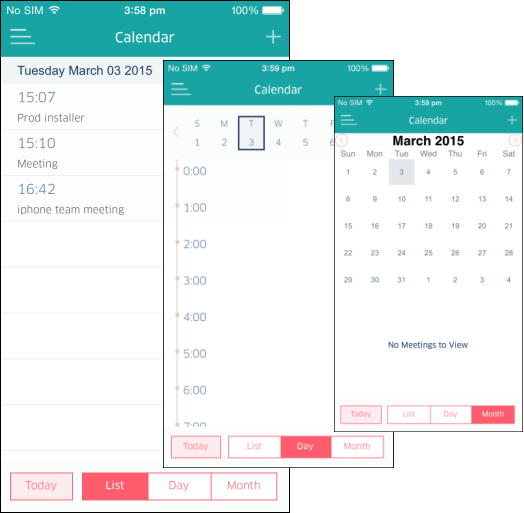 No SIM 3:58 pm 100%
Calendar
Tuesday March 03 2015
15:07
Prod installer
15:10
Meeting
16:42
iphone team meeting
Today List Day Month
No SIM 3:59 pm 100%
Calendar
S M T W T
1 2 3 4 5 6
0:00
1:00
2:00
3:00
4:00
5:00
6:00
7:00
Today List Day Month
No SIM 3:59 pm 100%
Calendar
March 2015
Sun Mon Tue Wed Thu Fri Sat
1 2 3 4 5 6 7
8 9 10 11 12 13 14
15 16 17 18 19 20 21
22 23 24 25 26 27 28
29 30 31 1 2 3 4
No Meetings to View
Today List Day Month